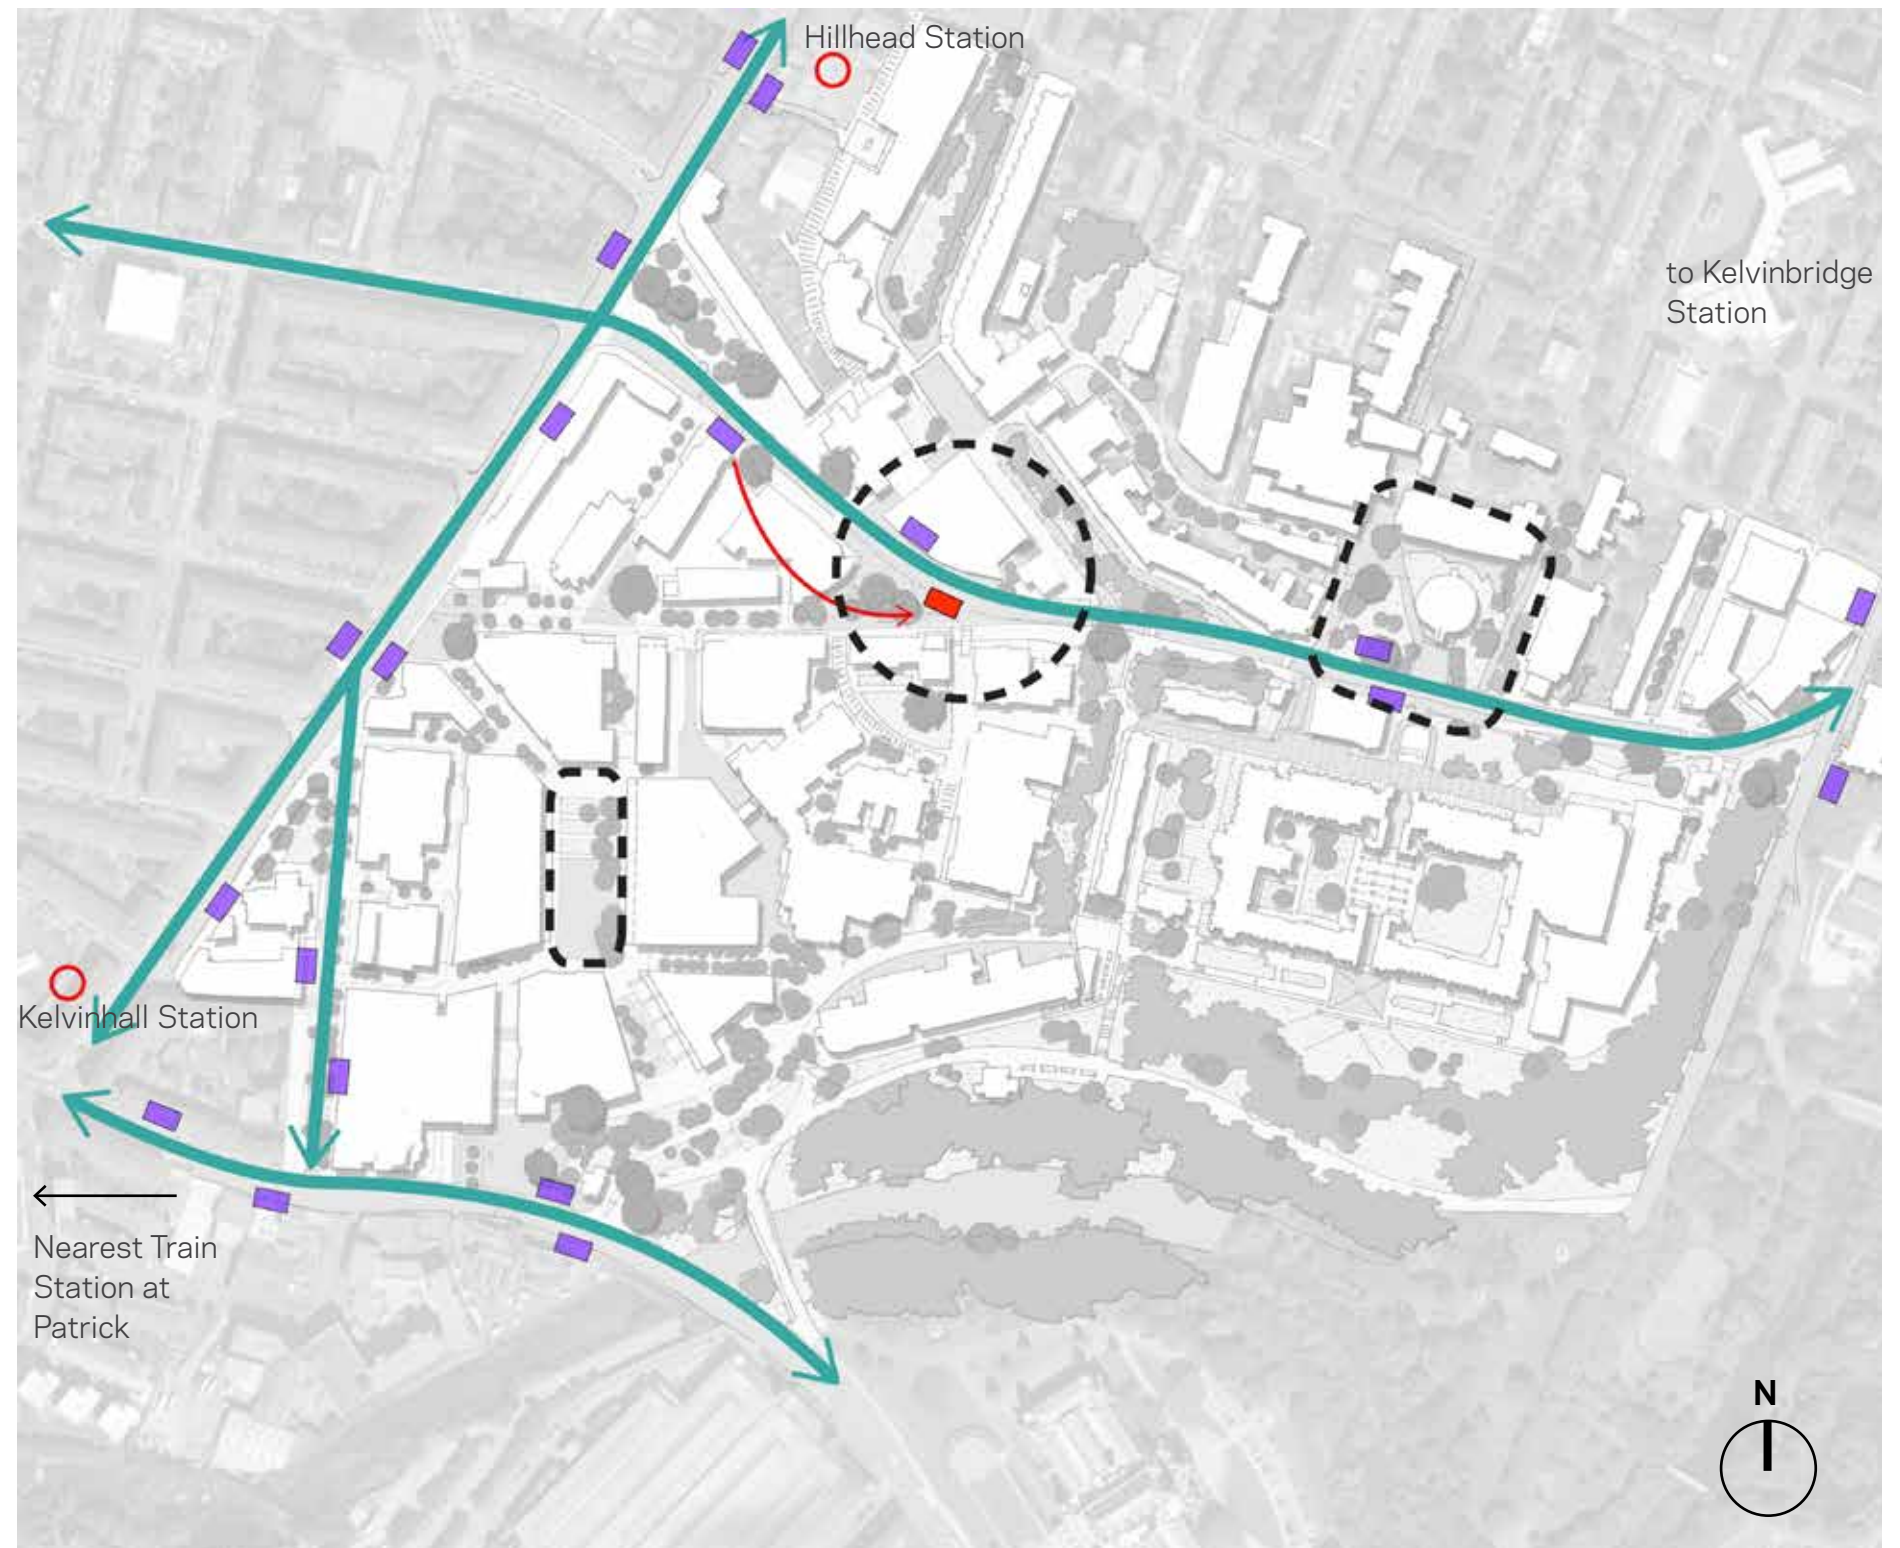 Hillhead Station
to Kelvinbridge
Station
Kelvinhall Station
Nearest Train
Station at
Patrick
N